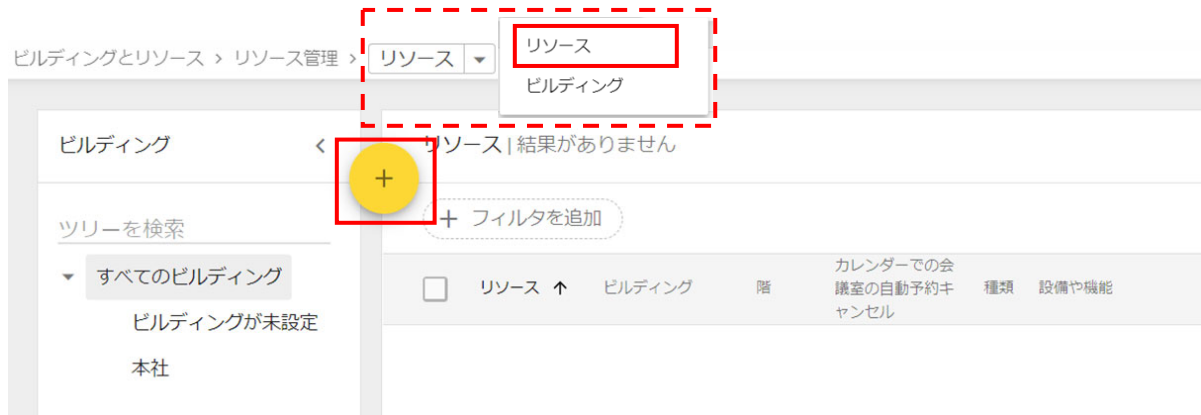 リソース
ビルディング
ビルディングとリソース > リソース管理 > リソース
ビルディング
リソース | 結果がありません
+
ツリーを検索
+ フィルタを追加
すべてのビルディング
ビルディングが未設定
本社
リソース ↑ ビルディング 階 カレンダーでの会
議室の自動予約キ
ャンセル 種類 設備や機能